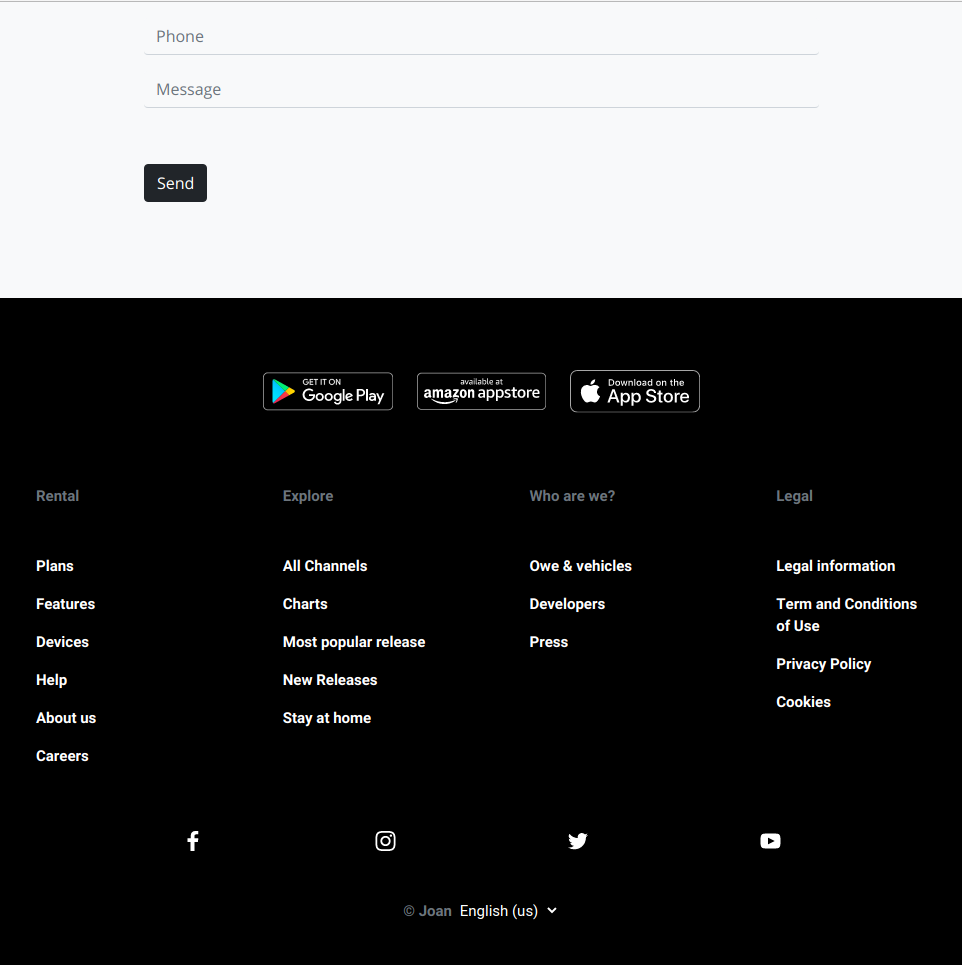 Phone
Message
Send
GET IT ON
Google Play
available at
amazon appstore
Download on the
App Store
Rental
Plans
Features
Devices
Help
About us
Careers
Explore
All Channels
Charts
Most popular release
New Releases
Stay at home
Who are we?
Owe & vehicles
Developers
Press
Legal
Legal information
Term and Conditions
of Use
Privacy Policy
Cookies
© Joan English (us)